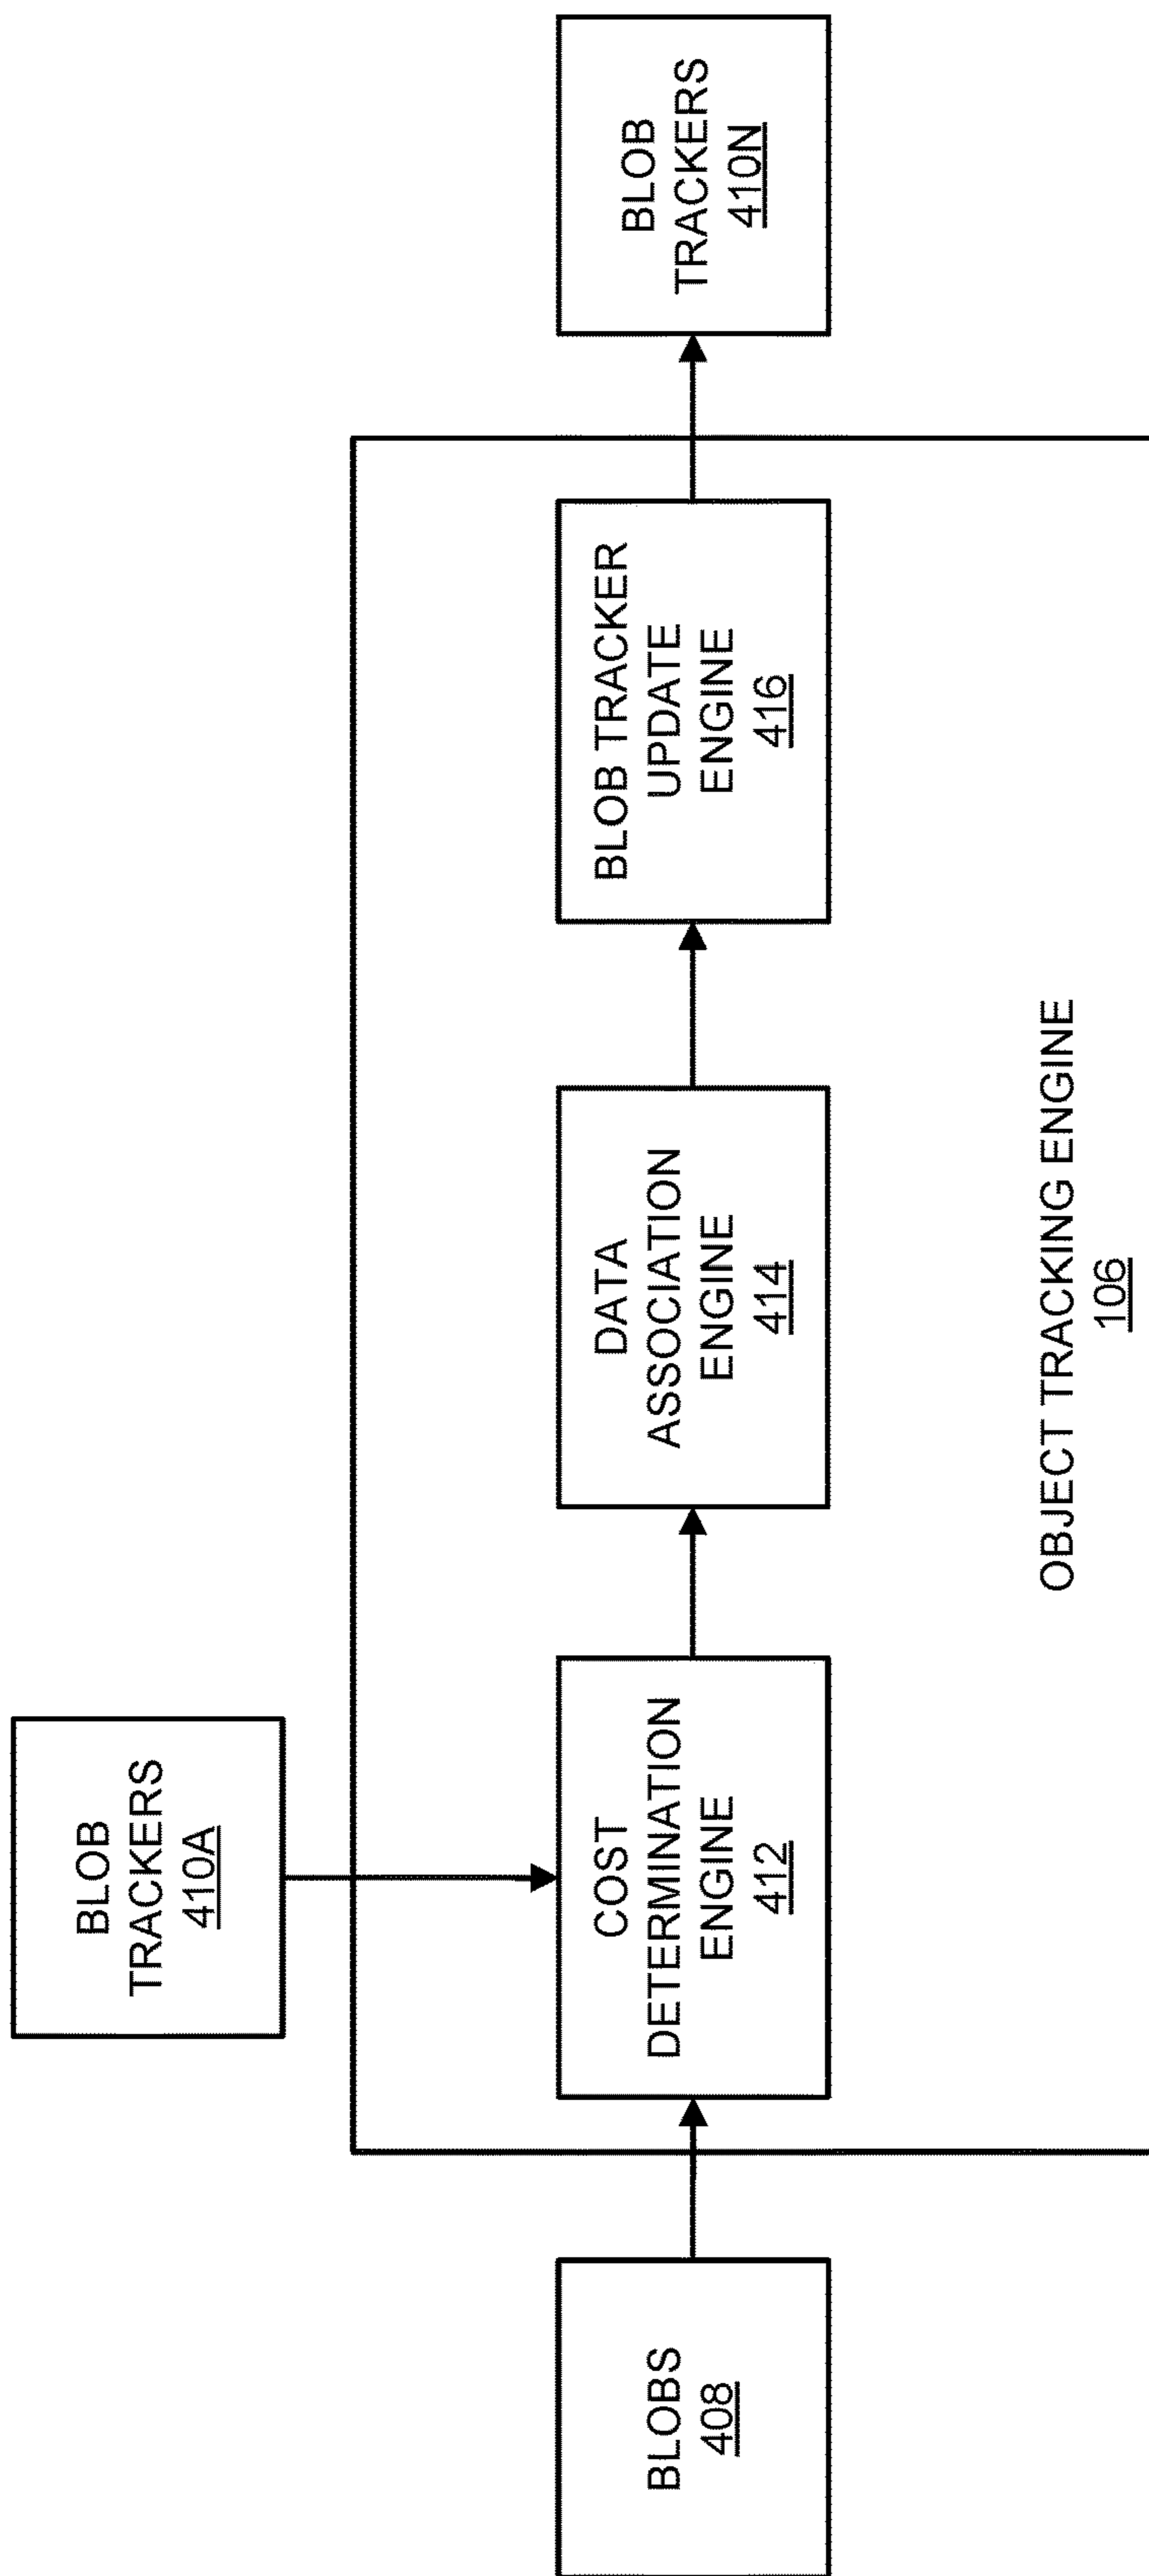 BLOB
TRACKERS
410A
BLOBS
408
COST
DETERMINATION
ENGINE
412
DATA
ASSOCIATION
ENGINE
414
BLOB TRACKER
UPDATE
ENGINE
416
BLOB
TRACKERS
410N
OBJECT TRACKING ENGINE
106